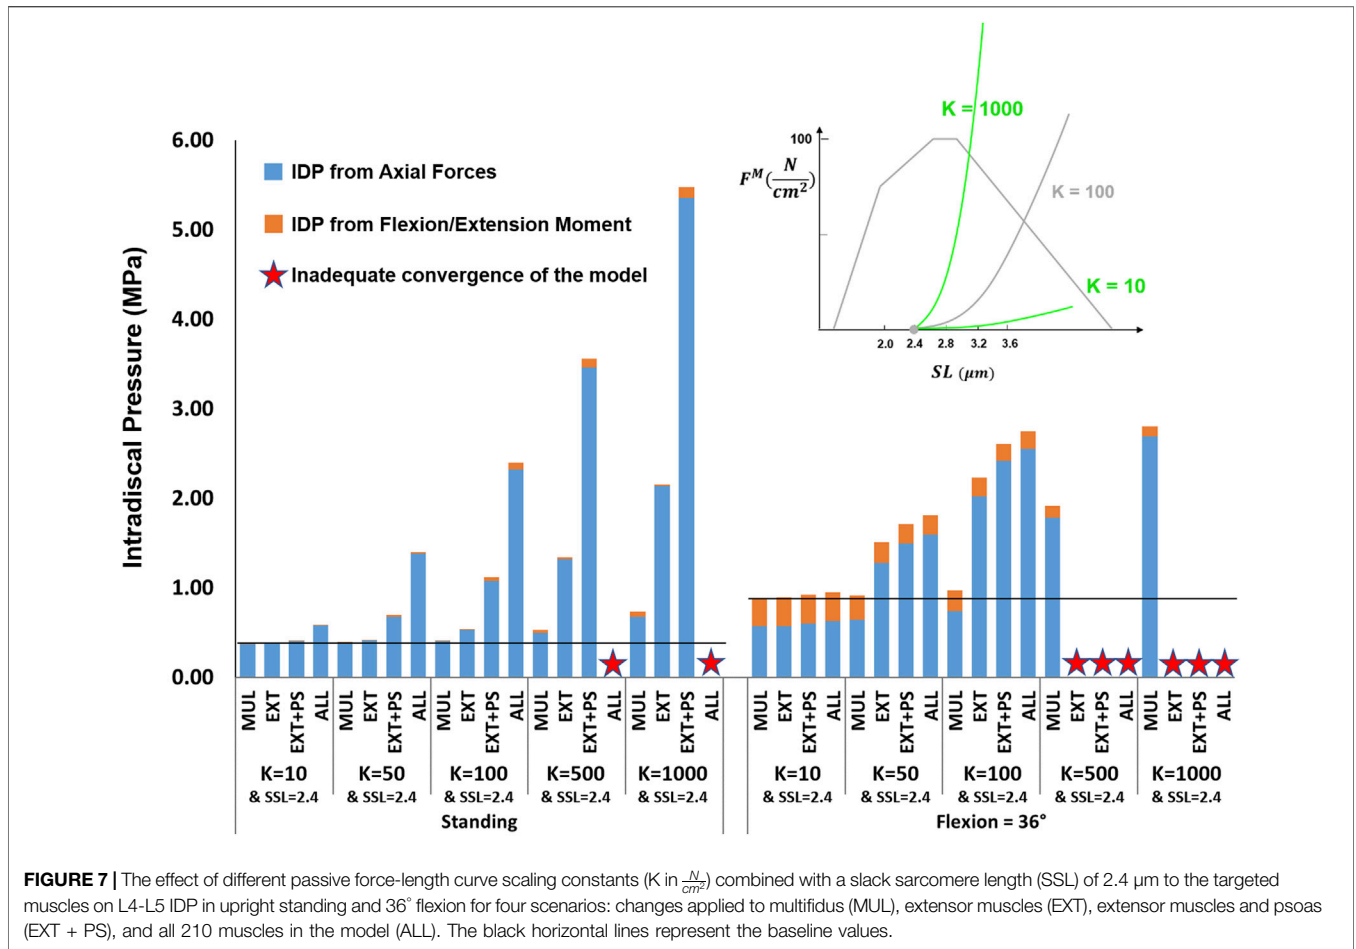 6.00
5.00
4.00
3.00
2.00
1.00
0.00
Intradiscal Pressure (MPa)
IDP from Axial Forces
IDP from Flexion/Extension Moment
Inadequate convergence of the model
K = 1000
100
F^M(N/cm^2)
K = 100
K = 10
2.0 2.4 2.8 3.2 3.6
SL (μm)
MUL EXT EXT+PS ALL MUL EXT EXT+PS ALL MUL EXT EXT+PS ALL MUL EXT EXT+PS ALL MUL EXT EXT+PS ALL
K=10 K=50 K=100 K=500 K=1000
& SSL=2.4 & SSL=2.4 & SSL=2.4 & SSL=2.4 & SSL=2.4
Standing
MUL EXT EXT+PS ALL MUL EXT EXT+PS ALL MUL EXT EXT+PS ALL MUL EXT EXT+PS ALL MUL EXT EXT+PS ALL
K=10 K=50 K=100 K=500 K=1000
& SSL=2.4 & SSL=2.4 & SSL=2.4 & SSL=2.4 & SSL=2.4
Flexion = 36°
FIGURE 7 | The effect of different passive force-length curve scaling constants (K in N/cm^2) combined with a slack sarcomere length (SSL) of 2.4 μm to the targeted
muscles on L4-L5 IDP in upright standing and 36° flexion for four scenarios: changes applied to multifidus (MUL), extensor muscles (EXT), extensor muscles and psoas
(EXT + PS), and all 210 muscles in the model (ALL). The black horizontal lines represent the baseline values.